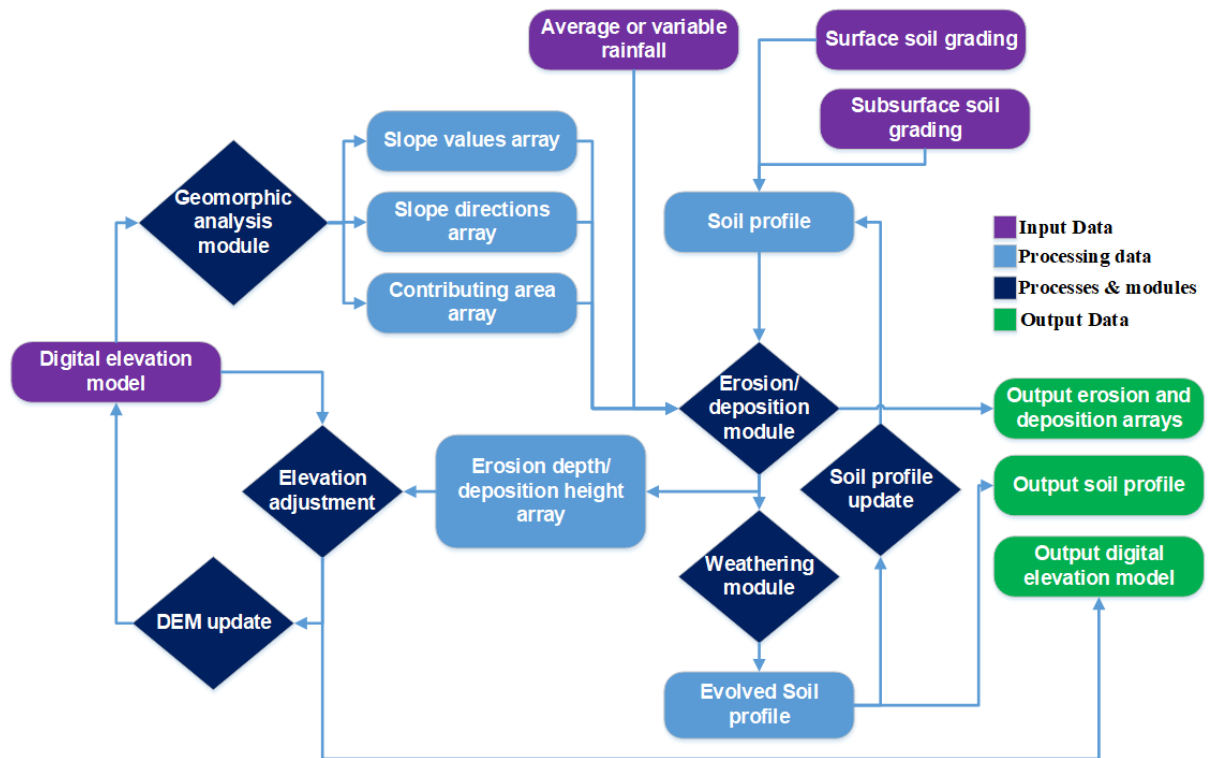 Average or variable
rainfall
Surface soil grading
Subsurface soil
grading
Slope values array
Geomorphic
analysis
module
Slope directions
array
Soil profile
Input Data
Processing data
Processes & modules
Output Data
Contributing area
array
Digital elevation
model
Erosion/
deposition
module
Output erosion and
deposition arrays
Elevation
adjustment
Erosion depth/
deposition height
array
Soil profile
update
Output soil profile
Weathering
module
Output digital
elevation model
DEM update
Evolved Soil
profile